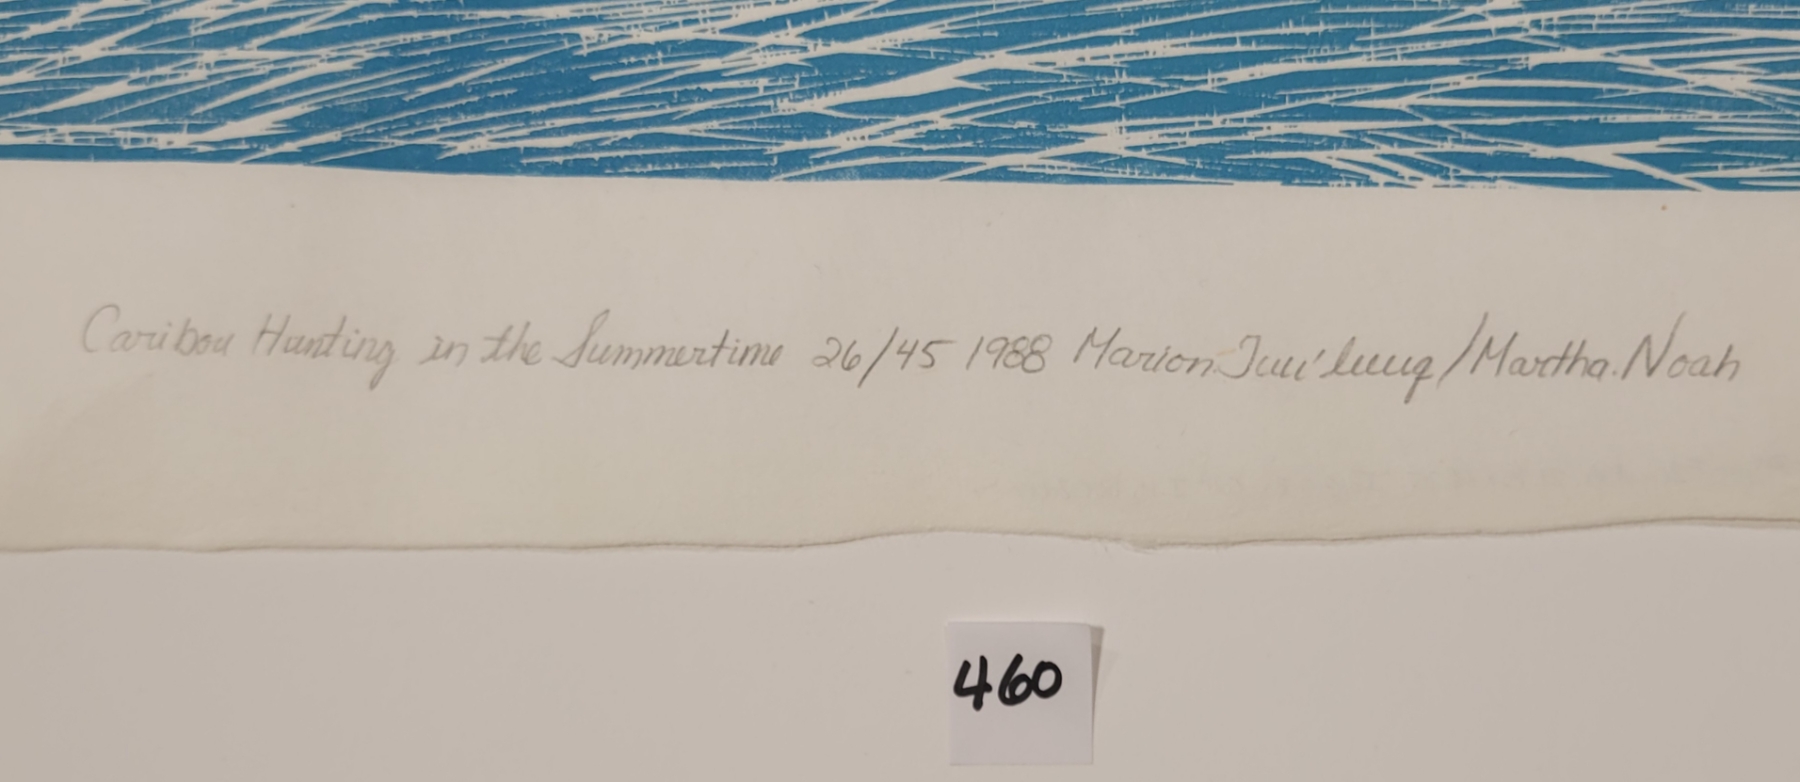 Caribou Hunting in the Summertime 26/45 1988 Marion Tuu'luuq/Martha.Noah
460